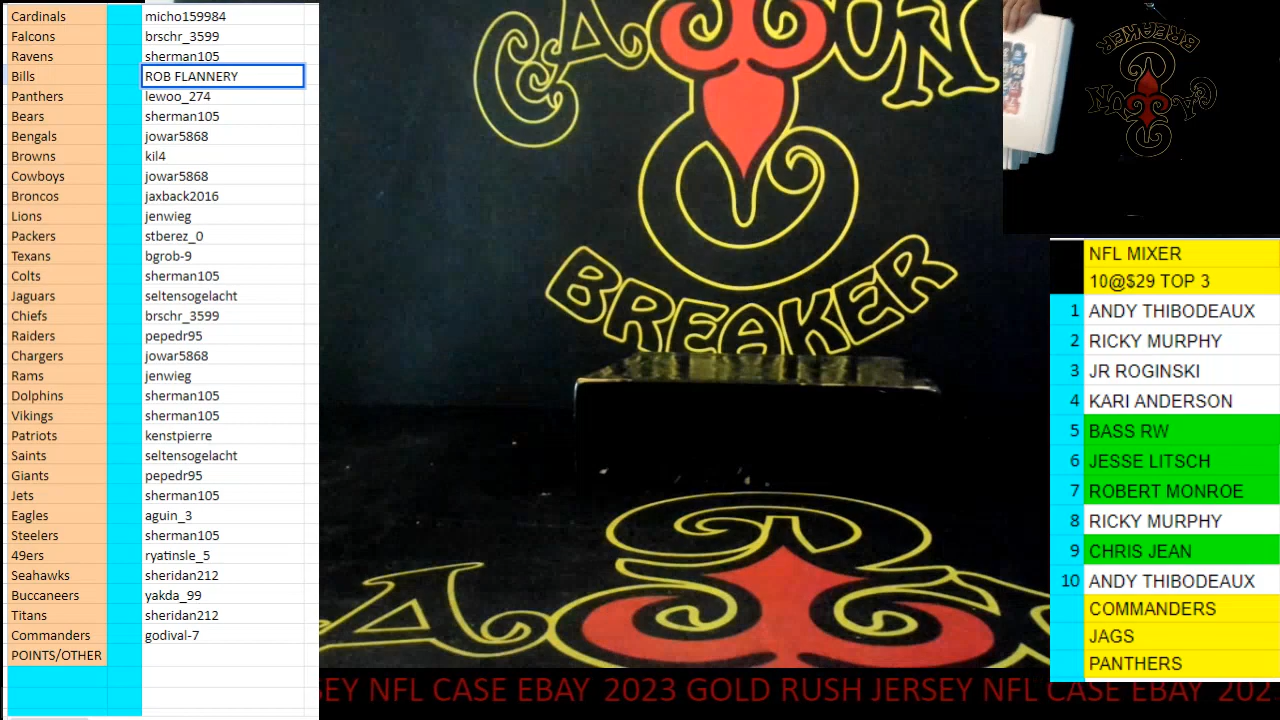 Cardinals micho159984
Falcons brschr_3599
Ravens sherman105
Bills ROB FLANNERY
Panthers lewoo_274
Bears sherman105
Bengals jowar5868
Browns kil4
Cowboys jowar5868
Broncos jaxback2016
Lions jenwieg
Packers stberez_0
Texans bgrob-9
Colts sherman105
Jaguars seltensogelacht
Chiefs brschr_3599
Raiders pepedr95
Chargers jowar5868
Rams jenwieg
Dolphins sherman105
Vikings sherman105
Patriots kenstpierre
Saints seltensogelacht
Giants pepedr95
Jets sherman105
Eagles aguin_3
Steelers sherman105
49ers ryatinsle_5
Seahawks sheridan212
Buccaneers yakda_99
Titans sheridan212
Commanders godival-7
POINTS/OTHER
BREAKER
BREAKER
NFL MIXER
10@$29 TOP 3
1 ANDY THIBODEAUX
2 RICKY MURPHY
3 JR ROGINSKI
4 KARI ANDERSON
5 BASS RW
6 JESSE LITSCH
7 ROBERT MONROE
8 RICKY MURPHY
9 CHRIS JEAN
10 ANDY THIBODEAUX
COMMANDERS
JAGS
PANTHERS
SEY NFL CASE EBAY 2023 GOLD RUSH JERSEY NFL CASE EBAY 202